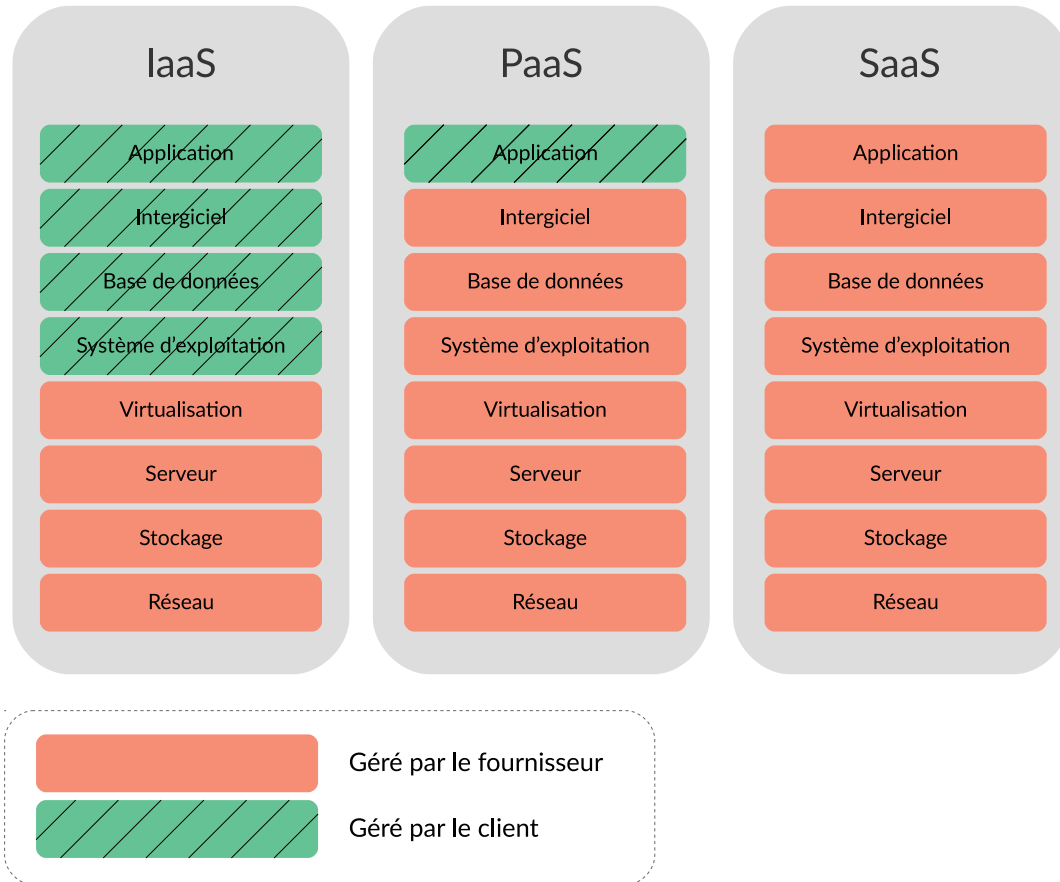 IaaS
Application
Intergiciel
Base de données
Système d’exploitation
Virtualisation
Serveur
Stockage
Réseau
PaaS
Application
Intergiciel
Base de données
Système d’exploitation
Virtualisation
Serveur
Stockage
Réseau
SaaS
Application
Intergiciel
Base de données
Système d’exploitation
Virtualisation
Serveur
Stockage
Réseau
Géré par le fournisseur
Géré par le client